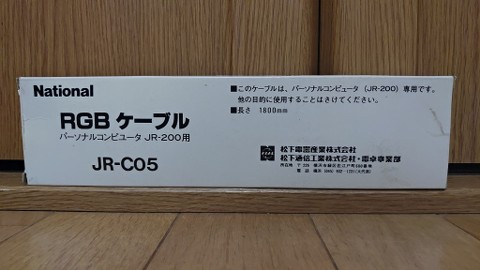 National
RGB ケーブル
パーソナルコンピュータ JR-200用
JR-C05
■このケーブルは、パーソナルコンピュータ (JR-200) 専用です。
他の目的に使用することはさけてください。
■長さ 1800mm
松下電器産業株式会社
松下通信工業株式会社・電卓事業部